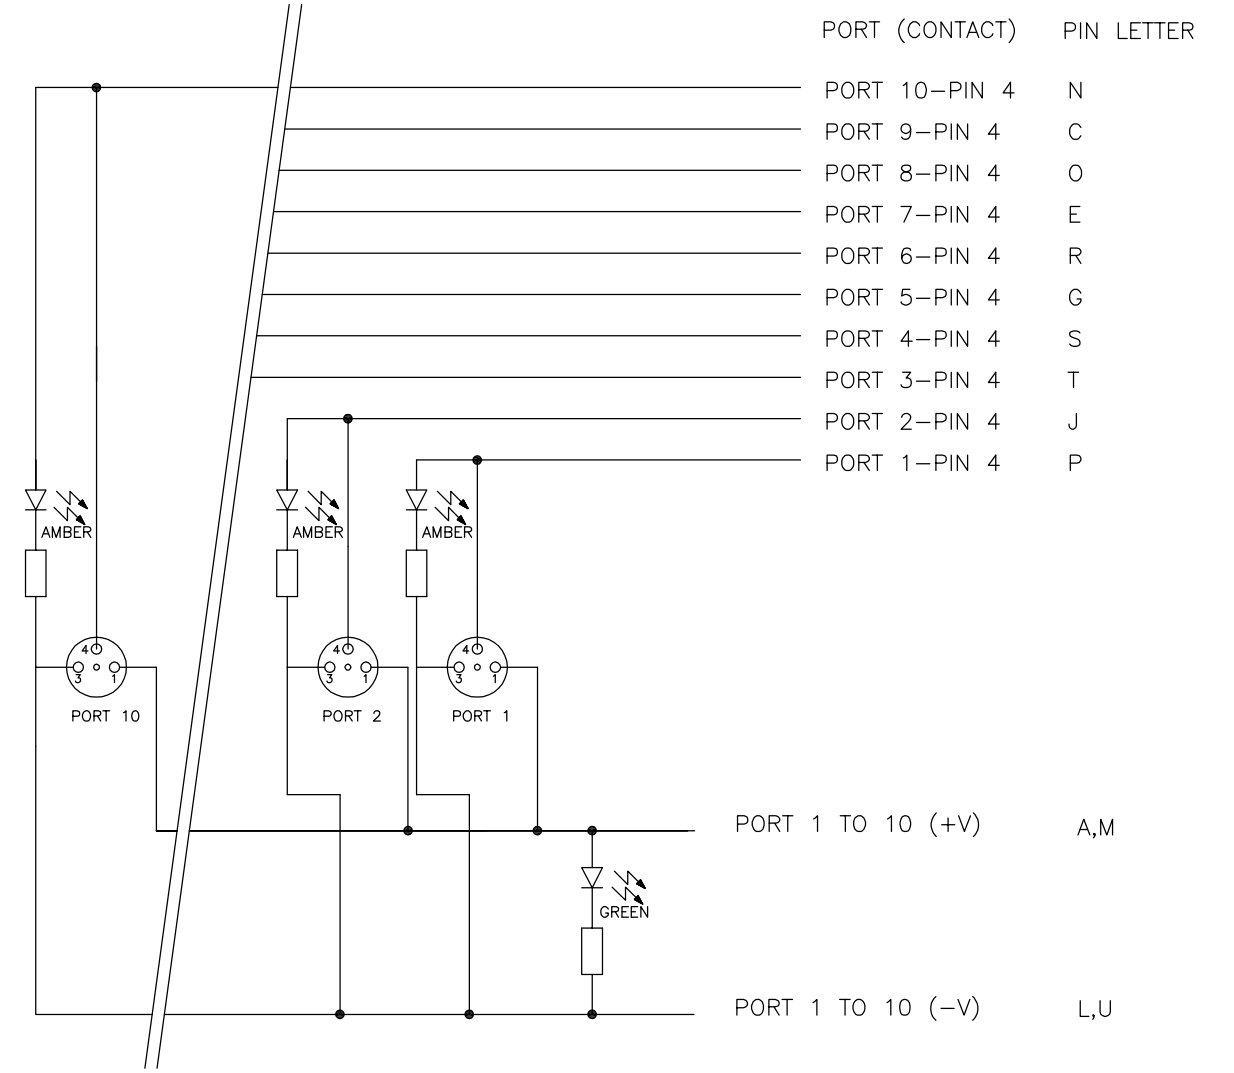 PORT (CONTACT) PIN LETTER
PORT 10-PIN 4 N
PORT 9-PIN 4 C
PORT 8-PIN 4 O
PORT 7-PIN 4 E
PORT 6-PIN 4 R
PORT 5-PIN 4 G
PORT 4-PIN 4 S
PORT 3-PIN 4 T
PORT 2-PIN 4 J
PORT 1-PIN 4 P
AMBER AMBER AMBER
4 4 4
3 1 3 1 3 1
PORT 10 PORT 2 PORT 1
PORT 1 TO 10 (+V) A,M
GREEN
PORT 1 TO 10 (-V) L,U